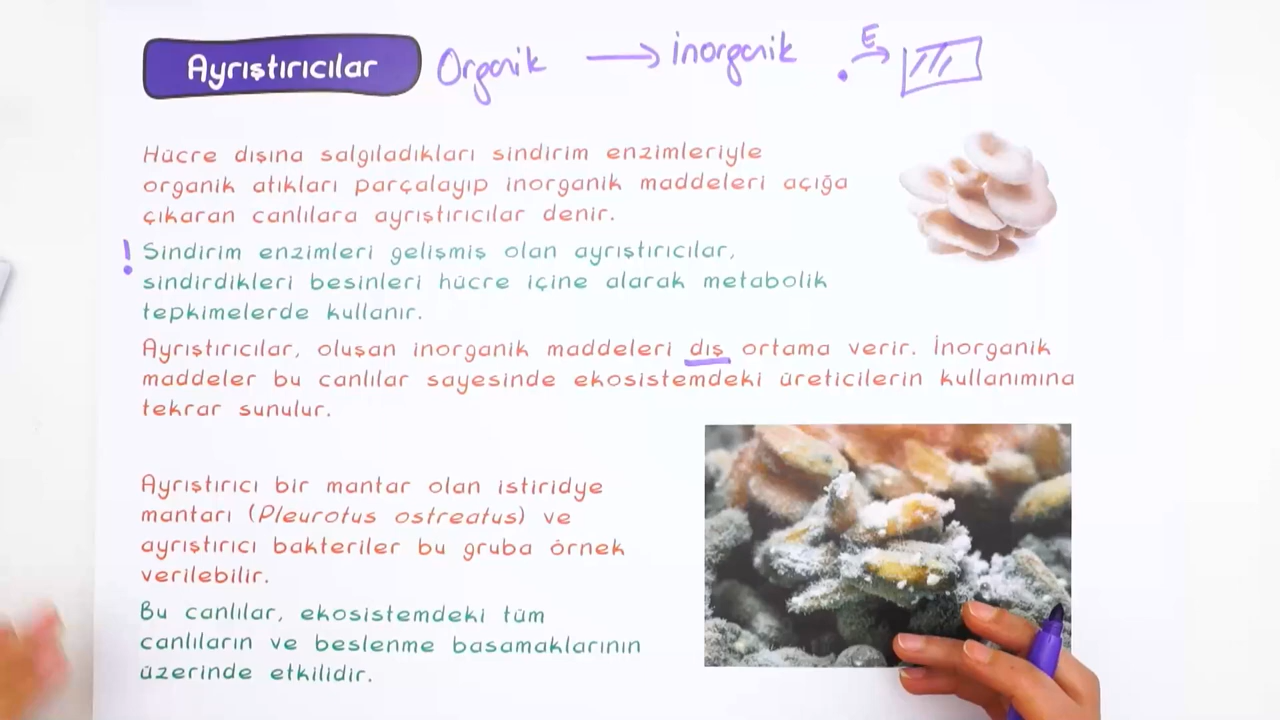 Ayrıştırıcılar Organik → inorganik E
Hücre dışına salgıladıkları sindirim enzimleriyle
organik atıkları parçalayıp inorganik maddeleri açığa
çıkaran canlılara ayrıştırıcılar denir.
! Sindirim enzimleri gelişmiş olan ayrıştırıcılar,
sindirdikleri besinleri hücre içine alarak metabolik
tepkimelerde kullanır.
Ayrıştırıcılar, oluşan inorganik maddeleri dış ortama verir. İnorganik
maddeler bu canlılar sayesinde ekosistemdeki üreticilerin kullanımına
tekrar sunulur.
Ayrıştırıcı bir mantar olan istiridye
mantarı (Pleurotus ostreatus) ve
ayrıştırıcı bakteriler bu gruba örnek
verilebilir.
Bu canlılar, ekosistemdeki tüm
canlıların ve beslenme basamaklarının
üzerinde etkilidir.